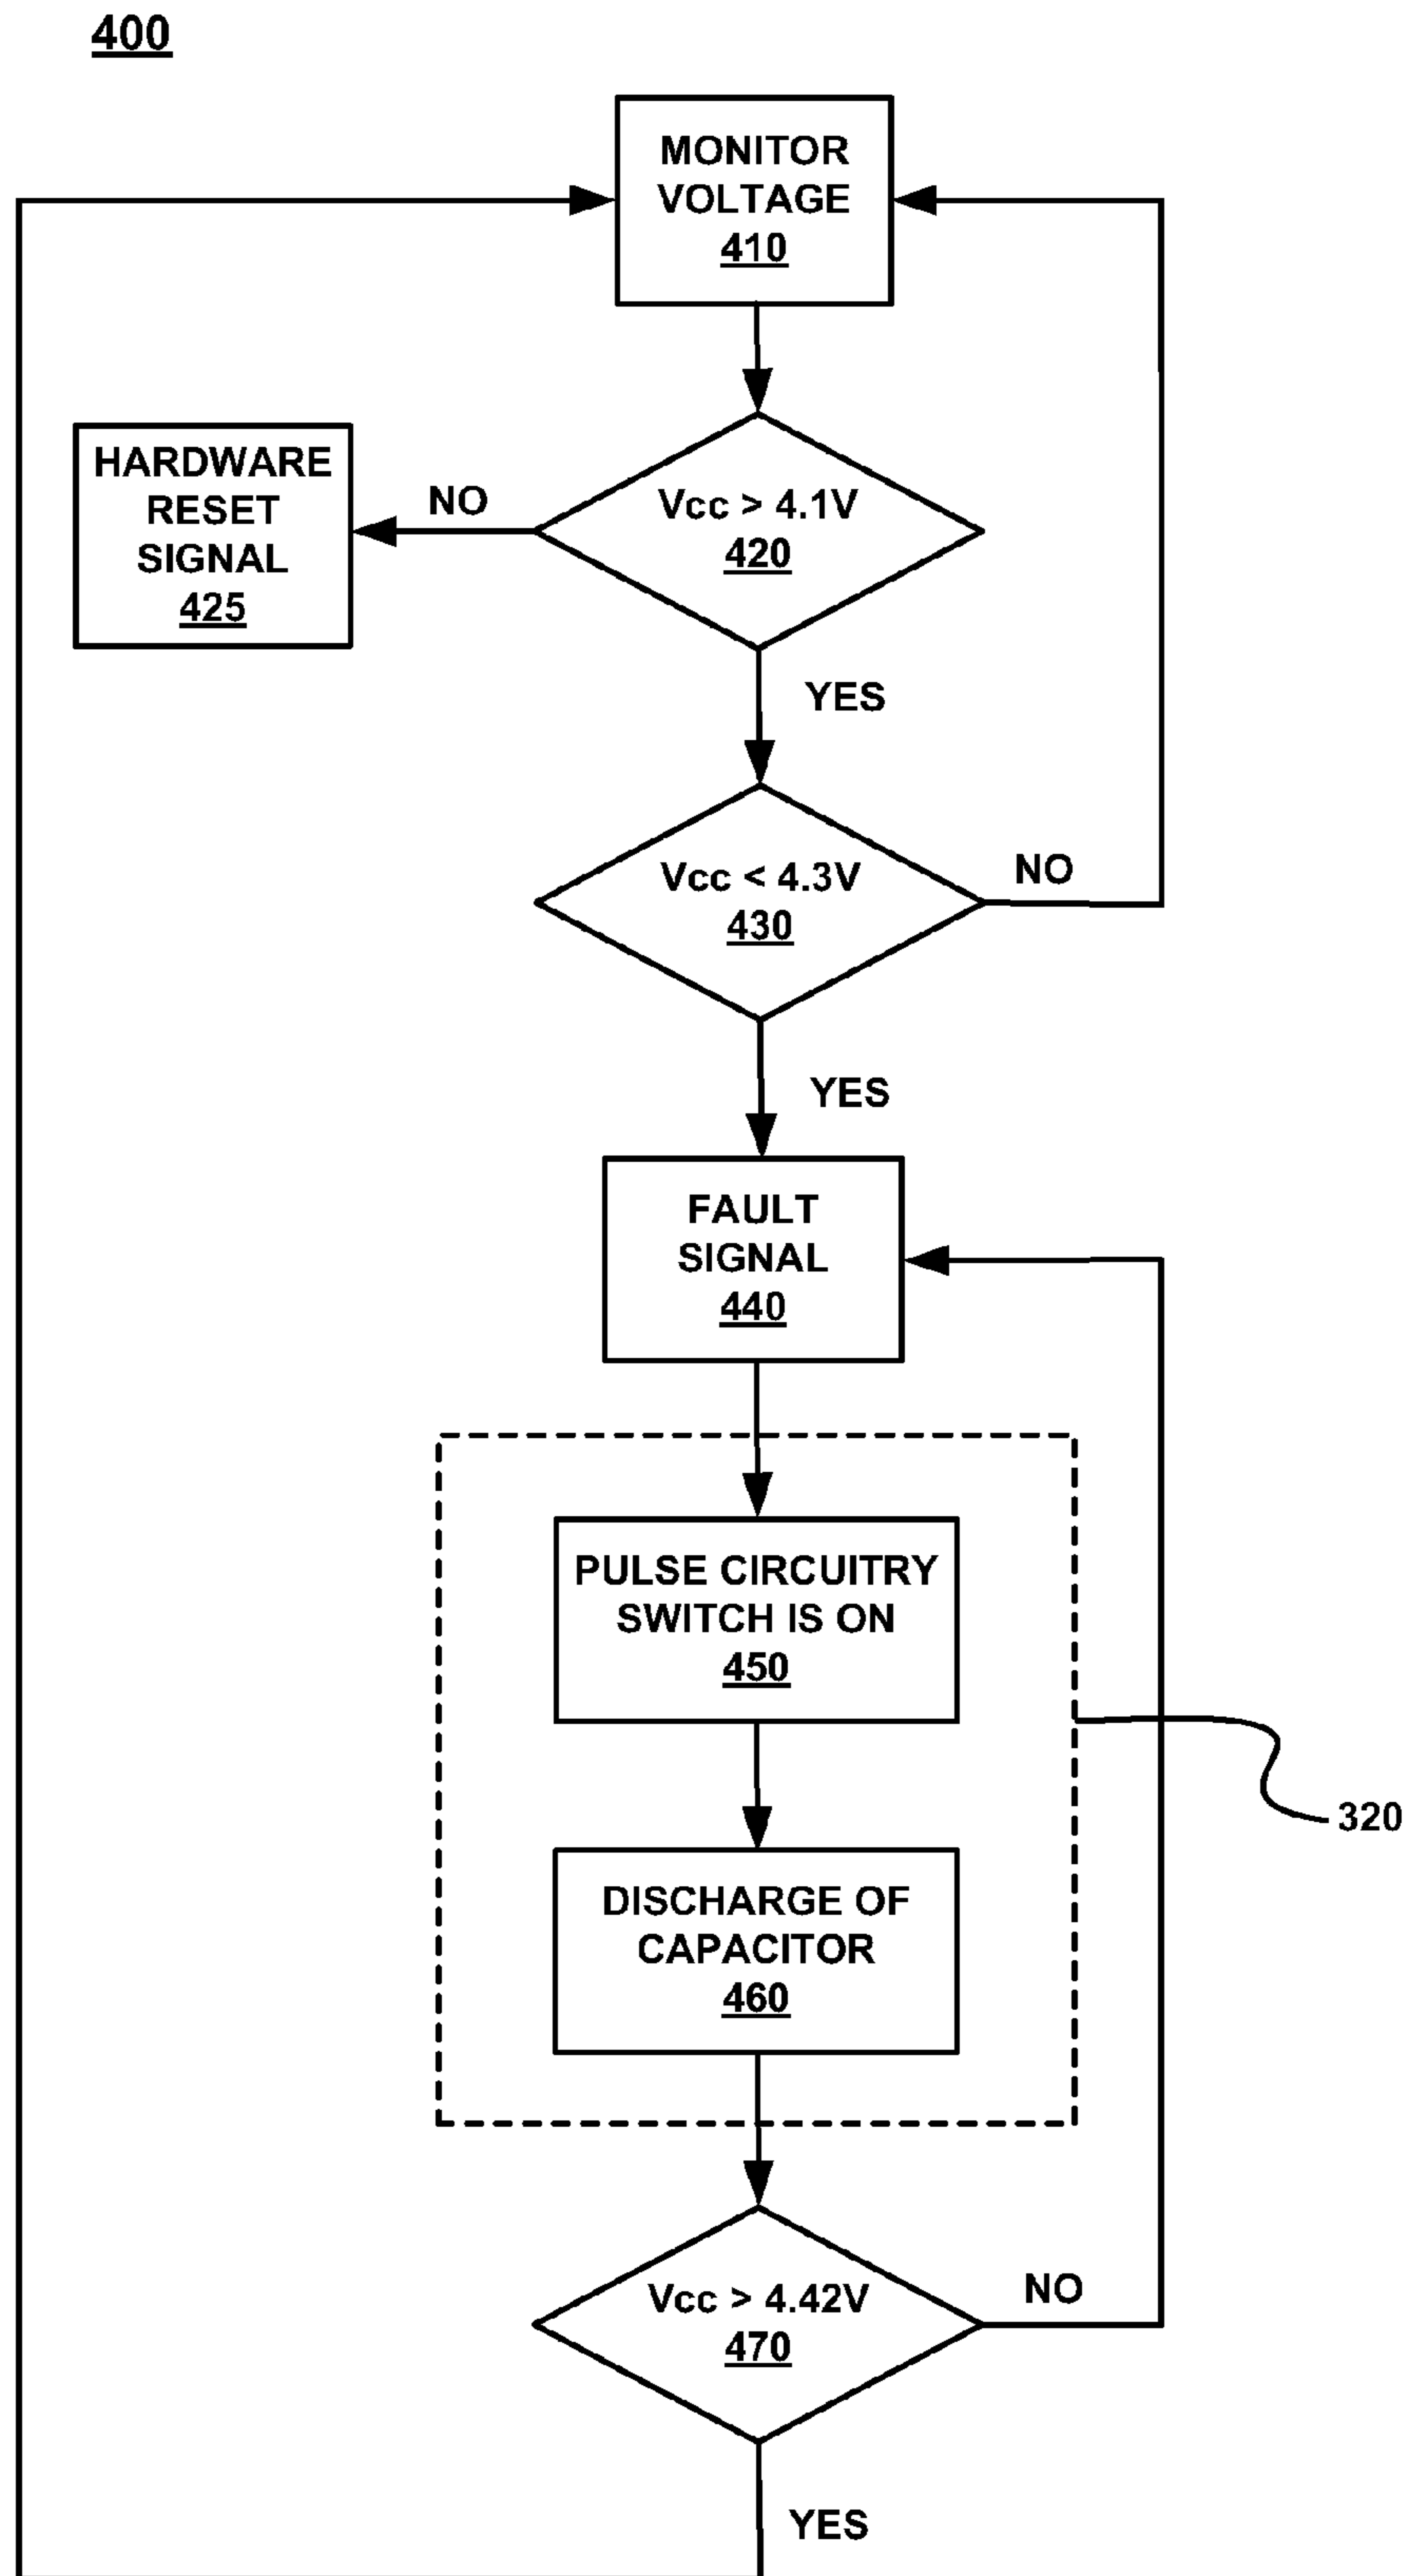 400
MONITOR
VOLTAGE
410
HARDWARE
RESET
SIGNAL
425
NO
Vcc > 4.1V
420
YES
Vcc < 4.3V
430
NO
YES
FAULT
SIGNAL
440
PULSE CIRCUITRY
SWITCH IS ON
450
320
DISCHARGE OF
CAPACITOR
460
Vcc > 4.42V
470
NO
YES